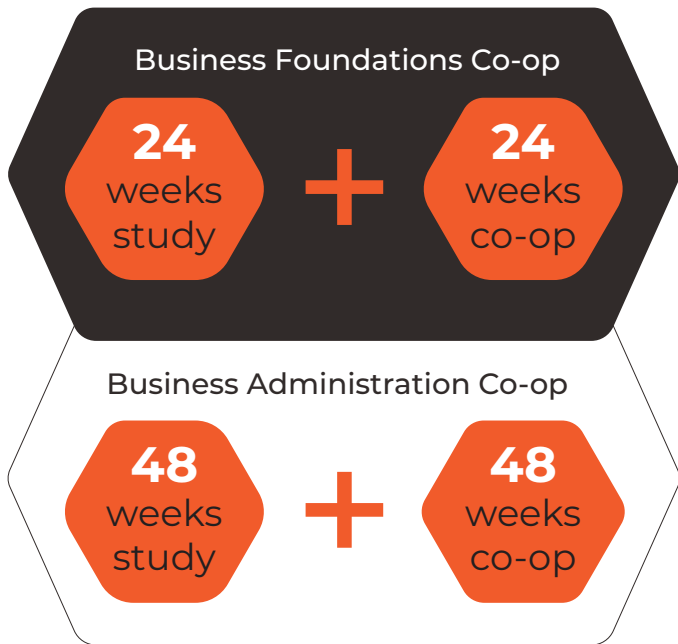 Business Foundations Co-op
24
weeks
study
+
24
weeks
co-op
Business Administration Co-op
48
weeks
study
+
48
weeks
co-op